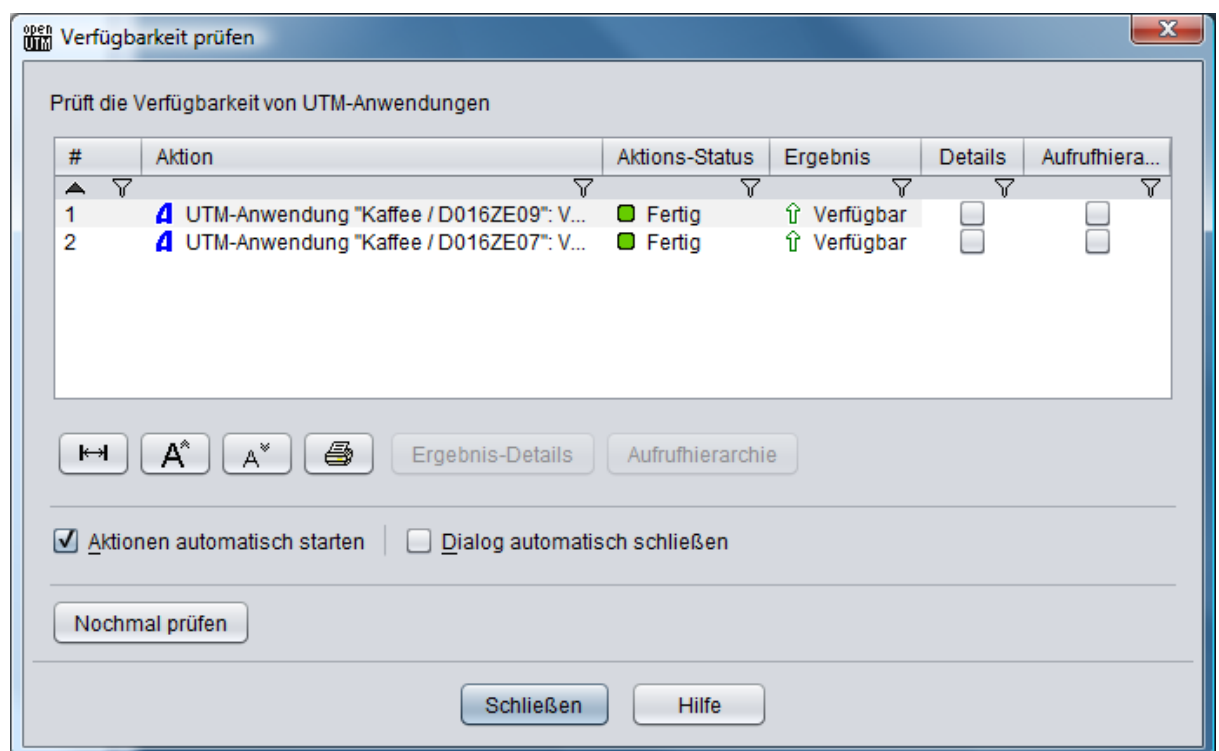 open UTM Verfügbarkeit prüfen
Prüft die Verfügbarkeit von UTM-Anwendungen
# Aktion Aktions-Status Ergebnis Details Aufrufhiera...
1 UTM-Anwendung "Kaffee / D016ZE09": V... Fertig Verfügbar
2 UTM-Anwendung "Kaffee / D016ZE07": V... Fertig Verfügbar
A A Ergebnis-Details Aufrufhierarchie
Aktionen automatisch starten Dialog automatisch schließen
Nochmal prüfen
Schließen Hilfe